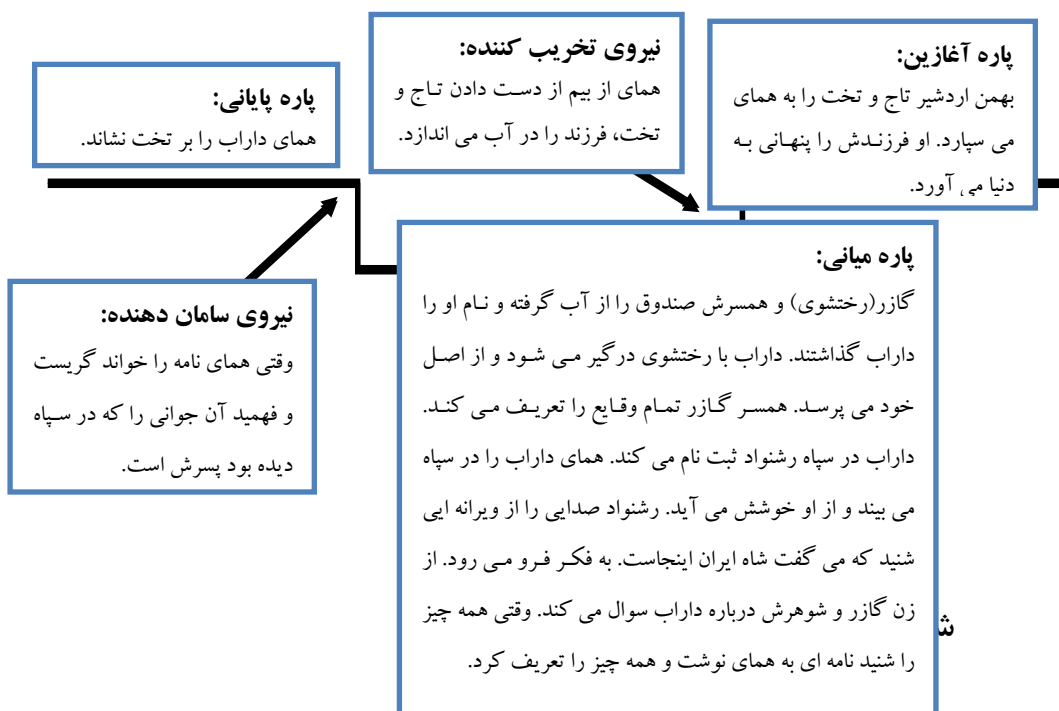 پاره آغازین:
بهمن اردشیر تاج و تخت را به همای
می سپارد. او فرزندش را پنهانی به
دنیا می آورد.
نیروی تخریب کننده:
همای از بیم از دست دادن تاج و
تخت، فرزند را در آب می اندازد.
پاره میانی:
گازر(رختشوی) و همسرش صندوق را از آب گرفته و نام او را
داراب گذاشتند. داراب با رختشوی درگیر می شود و از اصل
خود می پرسد. همسر گازر تمام وقایع را تعریف می کند.
داراب در سپاه رشنواد ثبت نام می کند. همای داراب را در سپاه
می بیند و از او خوشش می آید. رشنواد صدایی را از ویرانه ایی
شنید که می گفت شاه ایران اینجاست. به فکر فرو می رود. از
زن گازر و شوهرش درباره داراب سوال می کند. وقتی همه چیز
را شنید نامه ای به همای نوشت و همه چیز را تعریف کرد.
نیروی سامان دهنده:
وقتی همای نامه را خواند گریست
و فهمید آن جوانی را که در سپاه
دیده بود پسرش است.
پاره پایانی:
همای داراب را بر تخت نشاند.